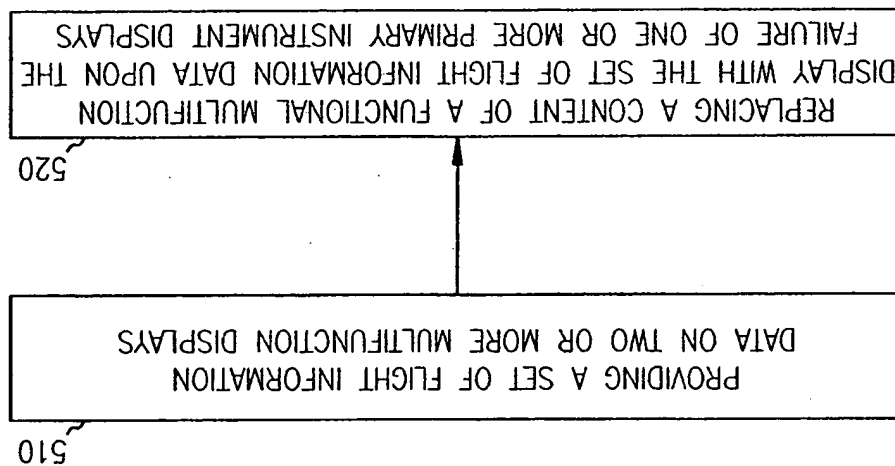 510
PROVIDING A SET OF FLIGHT INFORMATION
DATA ON TWO OR MORE MULTIFUNCTION DISPLAYS
520
REPLACING A CONTENT OF A FUNCTIONAL MULTIFUCTION
DISPLAY WITH THE SET OF FLIGHT INFORMATION DATA UPON THE
FAILURE OF ONE OR MORE PRIMARY INSTRUMENT DISPLAYS